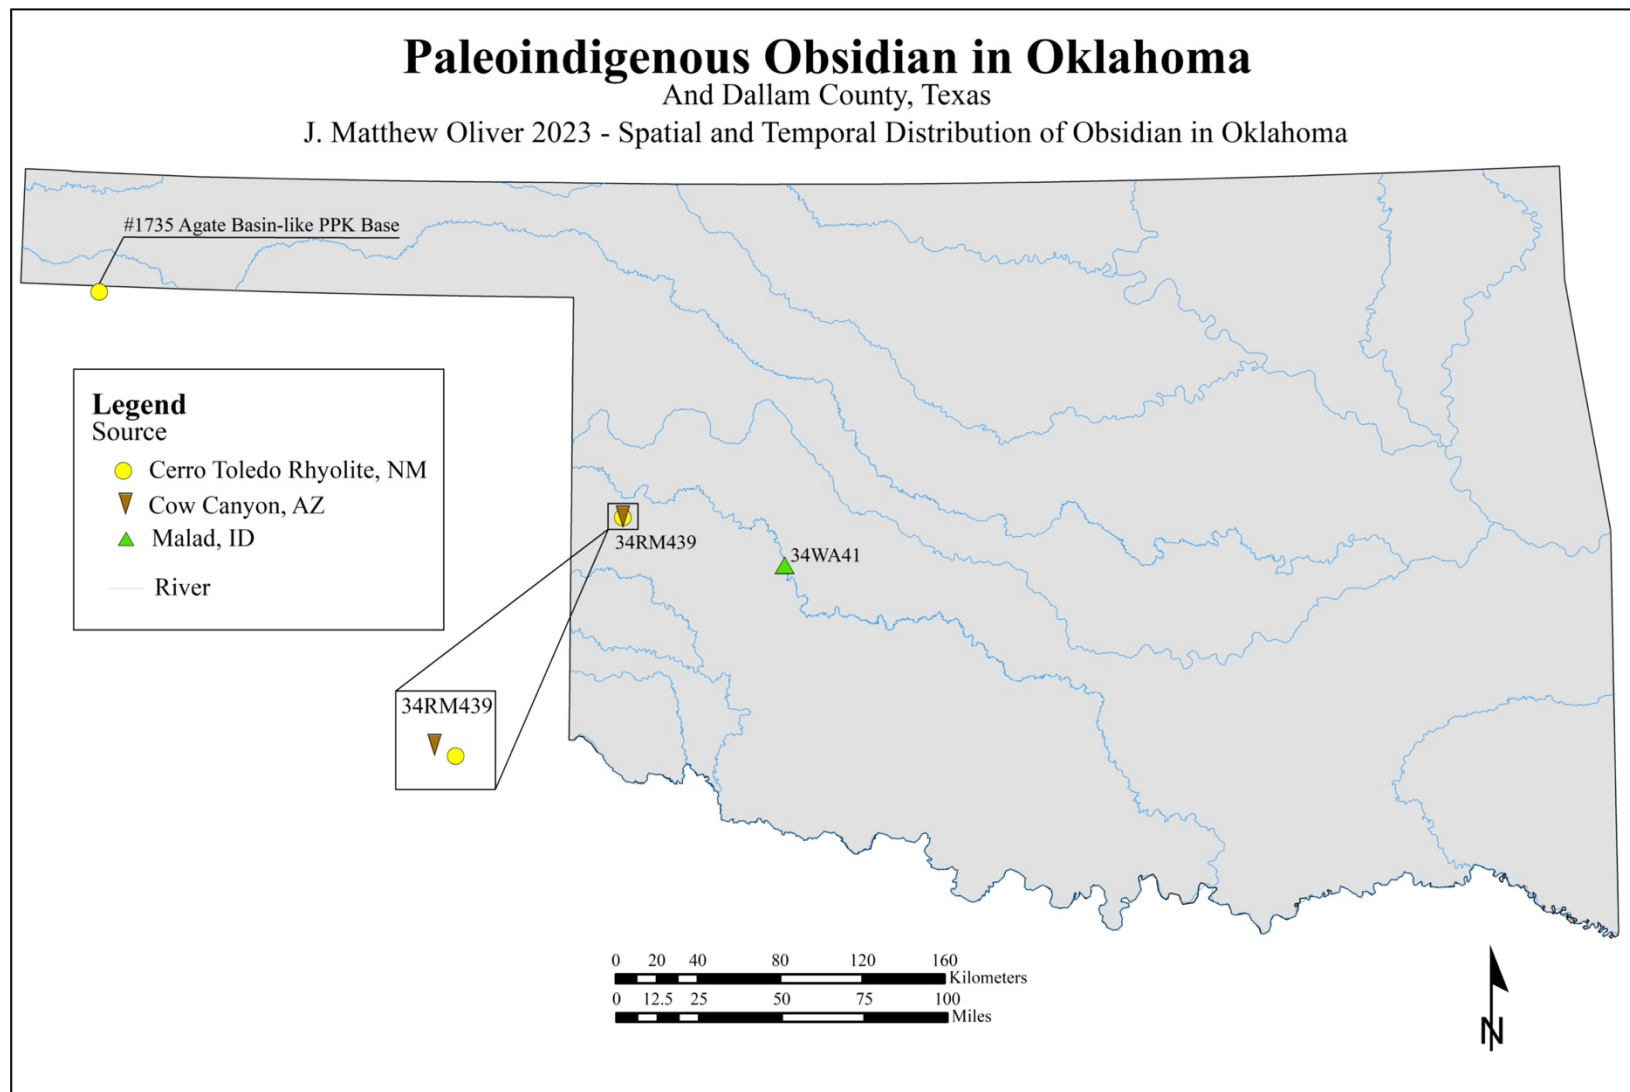 Paleoindigenous Obsidian in Oklahoma
And Dallam County, Texas
J. Matthew Oliver 2023 - Spatial and Temporal Distribution of Obsidian in Oklahoma
#1735 Agate Basin-like PPK Base
Legend
Source
Cerro Toledo Rhyolite, NM
Cow Canyon, AZ
Malad, ID
River
34RM439
34WA41
34RM439
0 20 40 80 120 160
Kilometers
0 12.5 25 50 75 100
Miles
N